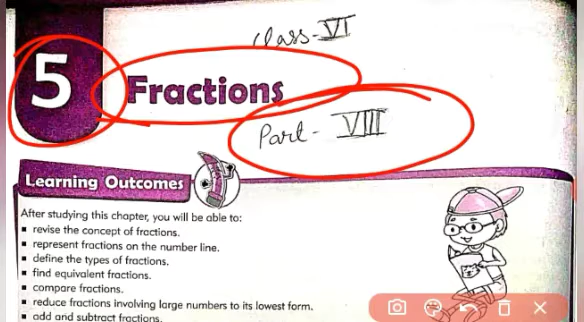 Class-VI
5
Fractions
Part- VIII
Learning Outcomes
After studying this chapter, you will be able to:
▪ revise the concept of fractions.
▪ represent fractions on the number line.
▪ define the types of fractions.
▪ find equivalent fractions.
▪ compare fractions.
▪ reduce fractions involving large numbers to its lowest form.
▪ add and subtract fractions.